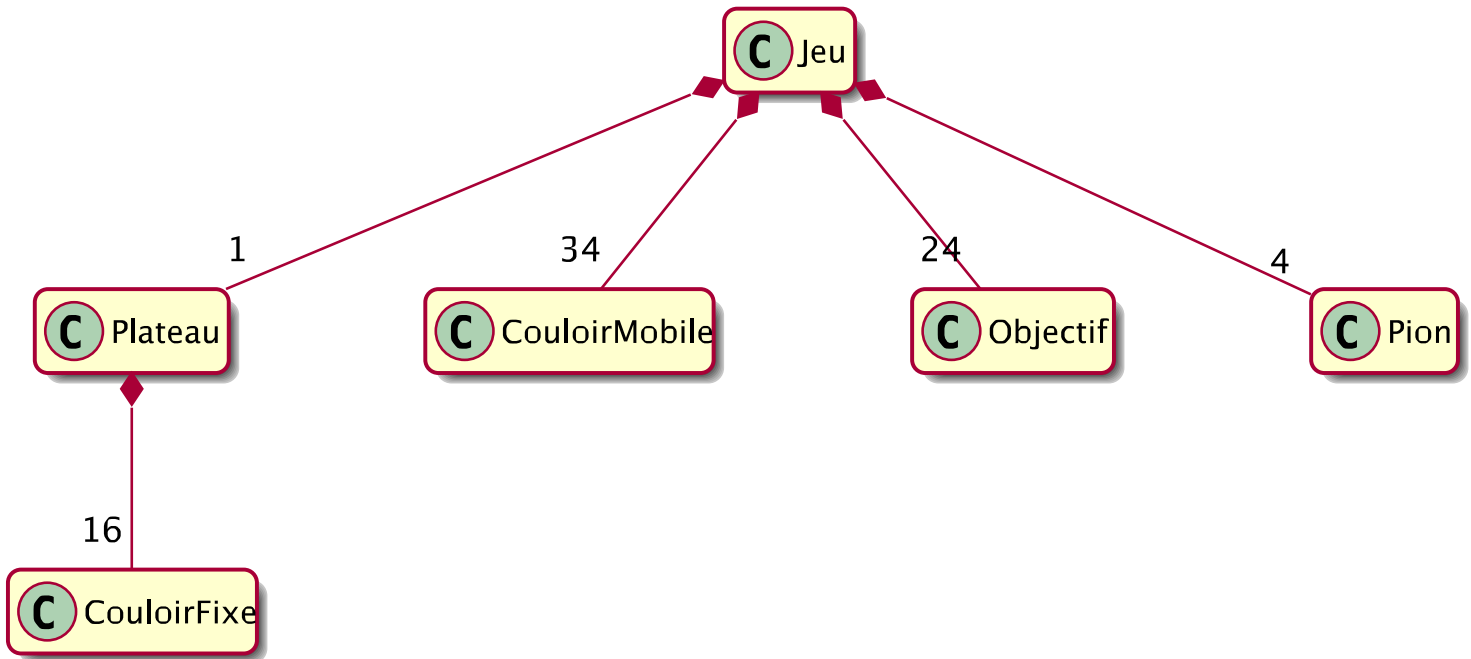 C Jeu
1
34
24
4
C Plateau
C CouloirMobile
C Objectif
C Pion
16
C CouloirFixe